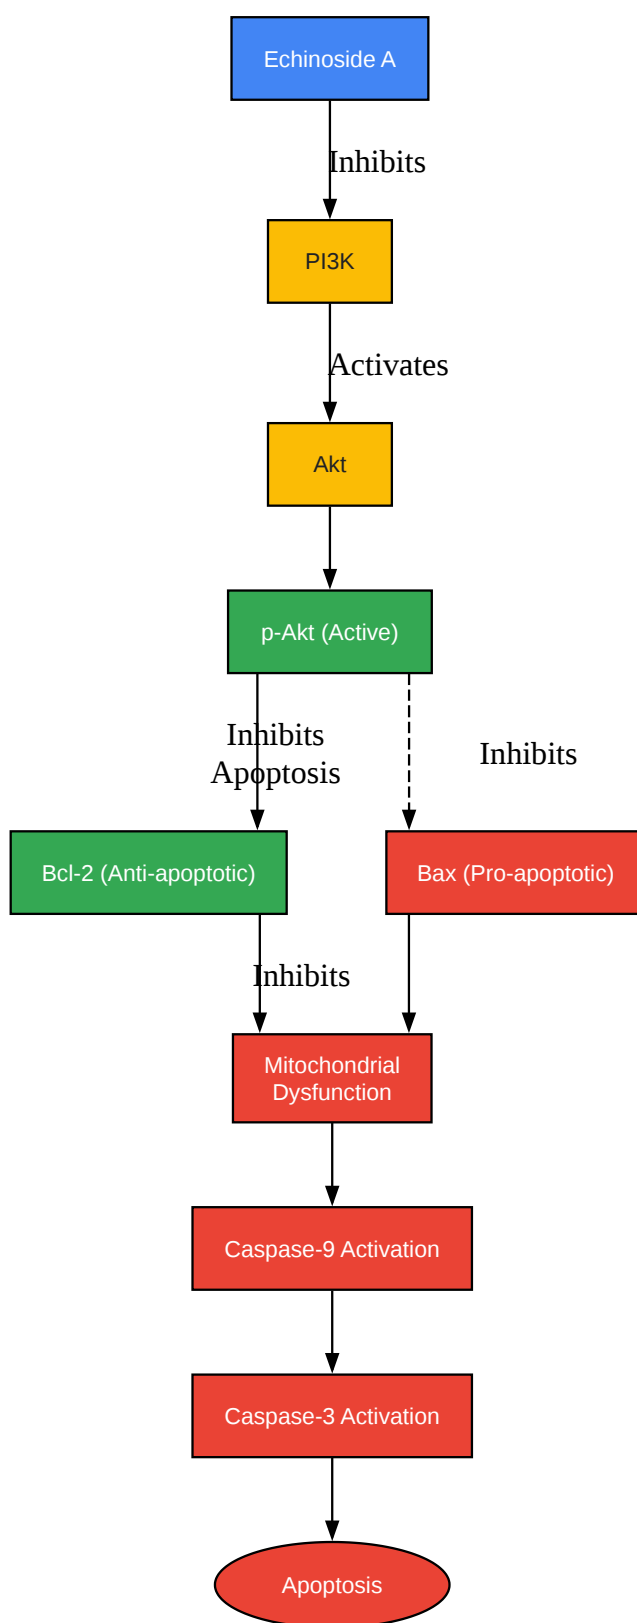 Echinoside A
Inhibits
PI3K
Activates
Akt
p-Akt (Active)
Inhibits
Apoptosis
Inhibits
Bcl-2 (Anti-apoptotic)
Bax (Pro-apoptotic)
Inhibits
Mitochondrial
Dysfunction
Caspase-9 Activation
Caspase-3 Activation
Apoptosis